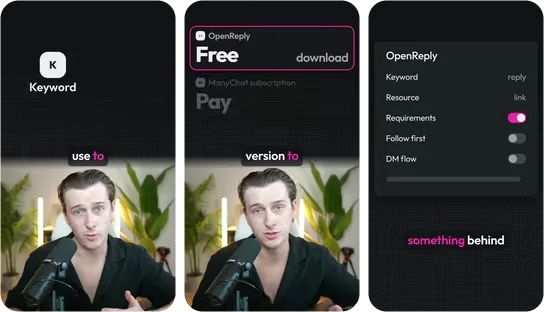 K
Keyword
use to
K OpenReply
Free download
ManyChat subscription
Pay
version to
OpenReply
Keyword reply
Resource link
Requirements
Follow first
DM flow
something behind